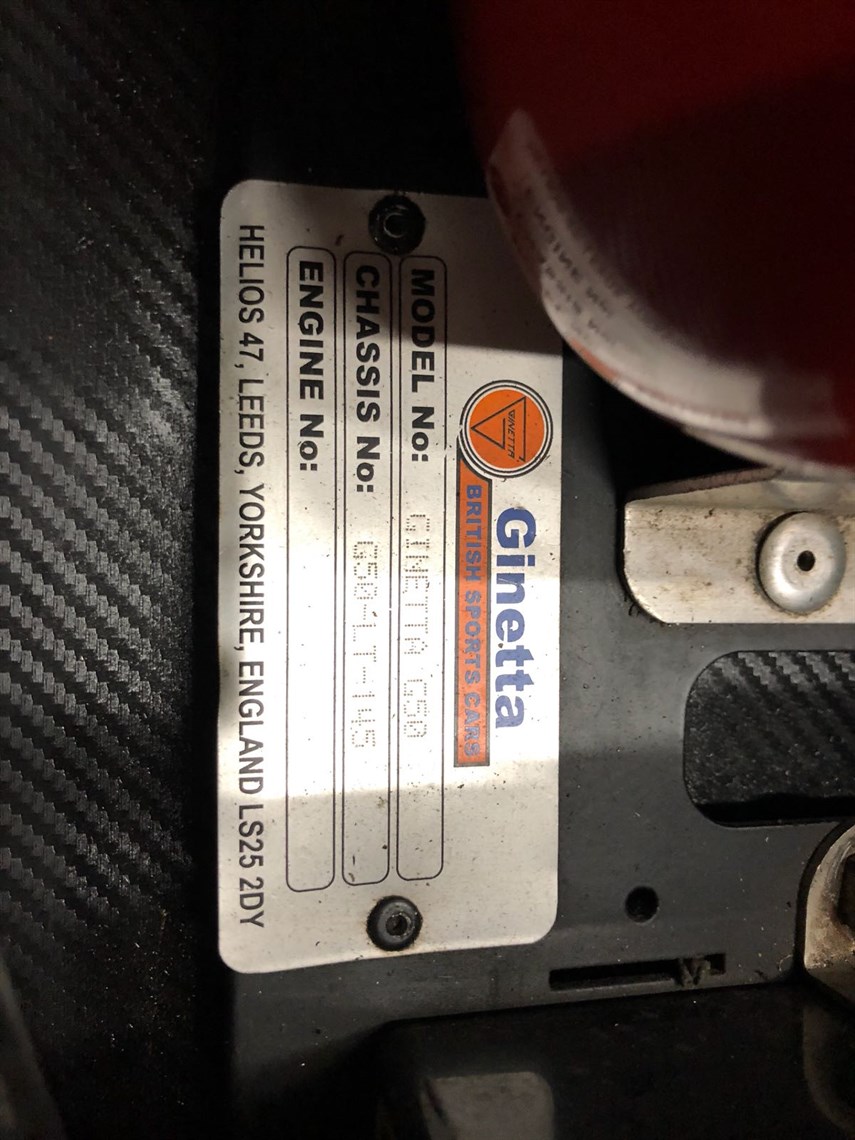 GINETTA
Ginetta
BRITISH SPORTS CARS
MODEL No: GINETTA G50
CHASSIS No: G50-LT-145
ENGINE No:
HELIOS 47, LEEDS, YORKSHIRE, ENGLAND LS25 2DY